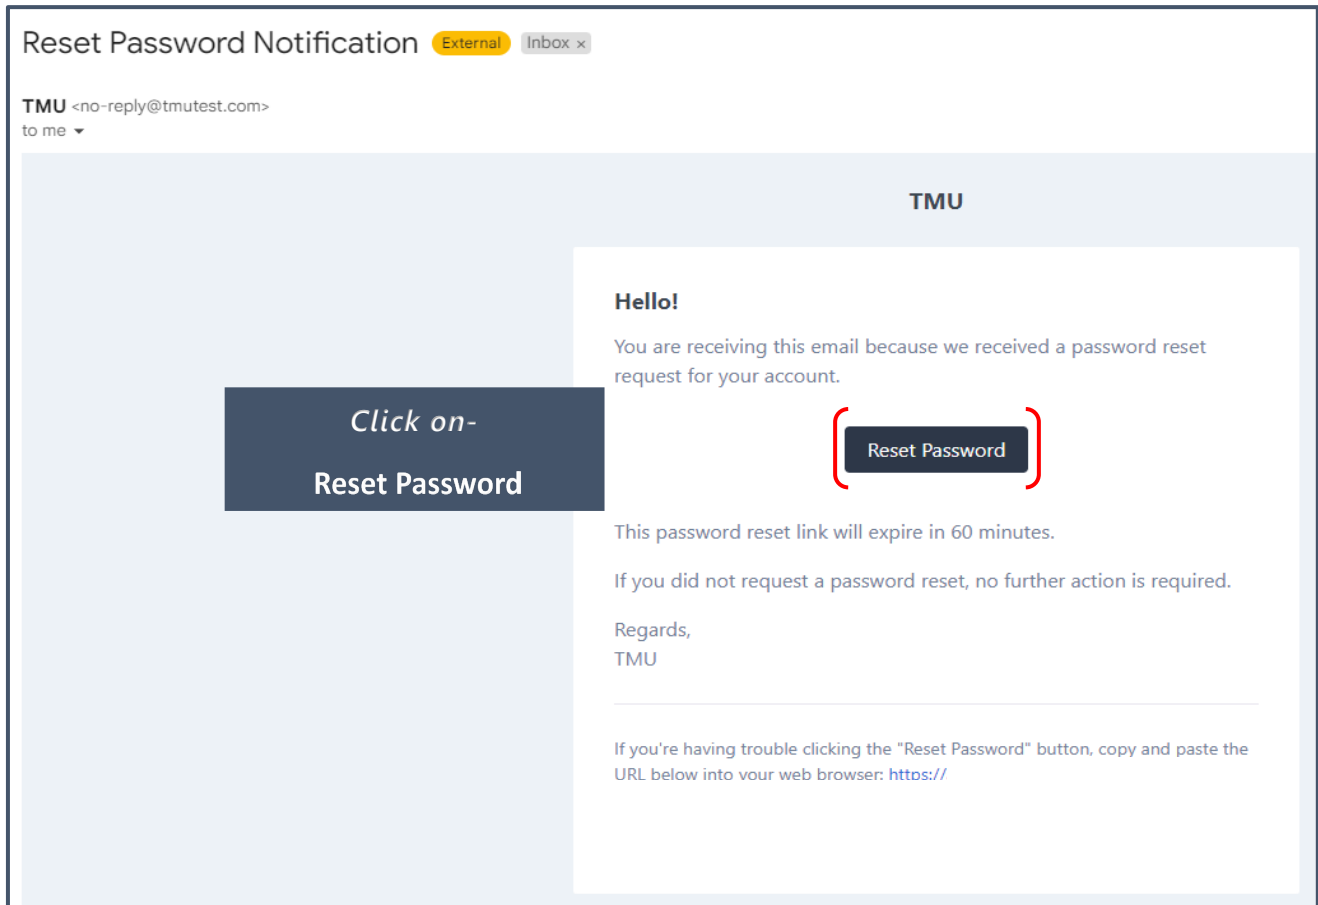 Reset Password Notification External Inbox ×
TMU <no-reply@tmutest.com>
to me
TMU
Hello!
You are receiving this email because we received a password reset
request for your account.
Click on-
Reset Password
Reset Password
This password reset link will expire in 60 minutes.
If you did not request a password reset, no further action is required.
Regards,
TMU
If you're having trouble clicking the "Reset Password" button, copy and paste the
URL below into your web browser: https://